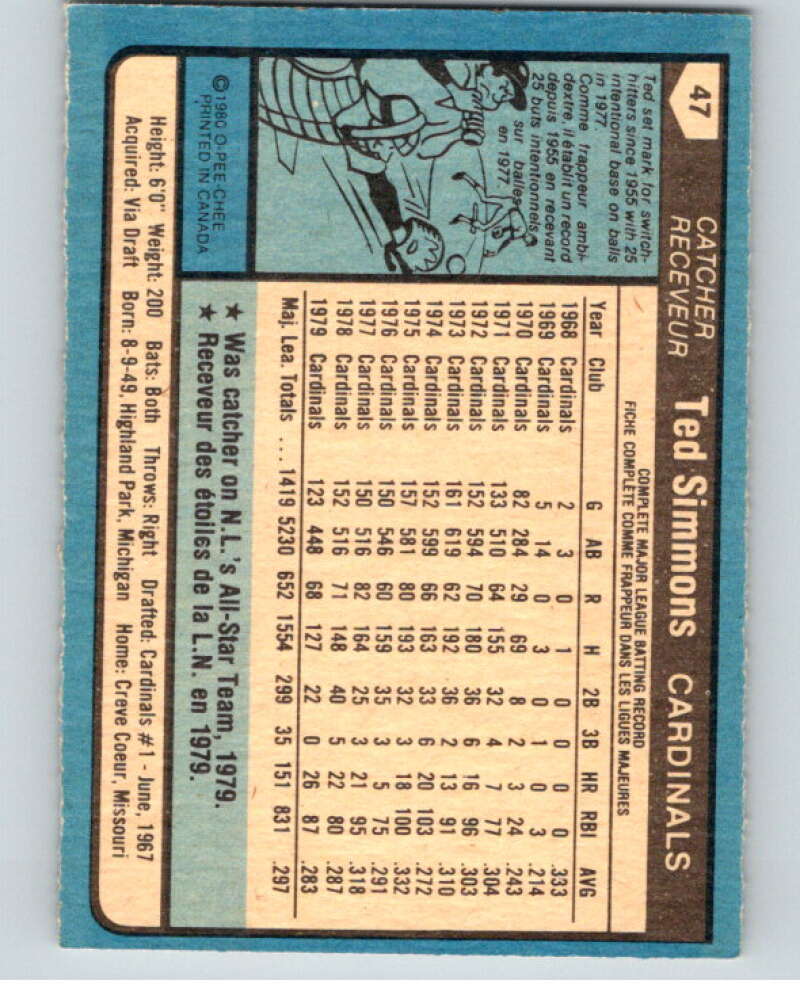 47
CATCHER
RECEVEUR
Ted Simmons CARDINALS
Ted set mark for switch-
hitters since 1955 with 25
intentional base on balls
in 1977.
Comme frappeur ambi-
dextre, il établit un record
depuis 1955 en recevant
25 buts intentionnels
sur balles
en 1977.
© 1980 O-PEE-CHEE
PRINTED IN CANADA
COMPLETE MAJOR LEAGUE BATTING RECORD
FICHE COMPLÈTE COMME FRAPPEUR DANS LES LIGUES MAJEURES
Year Club G AB R H 2B 3B HR RBI AVG
1968 Cardinals 2 3 0 1 0 0 0 0 .333
1969 Cardinals 5 14 0 3 0 1 0 3 .214
1970 Cardinals 82 284 29 69 8 2 3 24 .243
1971 Cardinals 133 510 64 155 32 4 7 77 .304
1972 Cardinals 152 594 70 180 36 6 16 96 .303
1973 Cardinals 161 619 62 192 36 2 13 91 .310
1974 Cardinals 152 599 66 163 33 6 20 103 .272
1975 Cardinals 157 581 80 193 32 3 18 100 .332
1976 Cardinals 150 546 60 159 35 3 5 75 .291
1977 Cardinals 150 516 82 164 25 3 21 95 .318
1978 Cardinals 152 516 71 148 40 5 22 80 .287
1979 Cardinals 123 448 68 127 22 0 26 87 .283
Maj. Lea. Totals ... 1419 5230 652 1554 299 35 151 831 .297
★ Was catcher on N.L.'s All-Star Team, 1979.
★ Receveur des étoiles de la L.N. en 1979.
Height: 6'0" Weight: 200 Bats: Both Throws: Right Drafted: Cardinals #1 - June, 1967
Acquired: Via Draft Born: 8-9-49, Highland Park, Michigan Home: Creve Coeur, Missouri